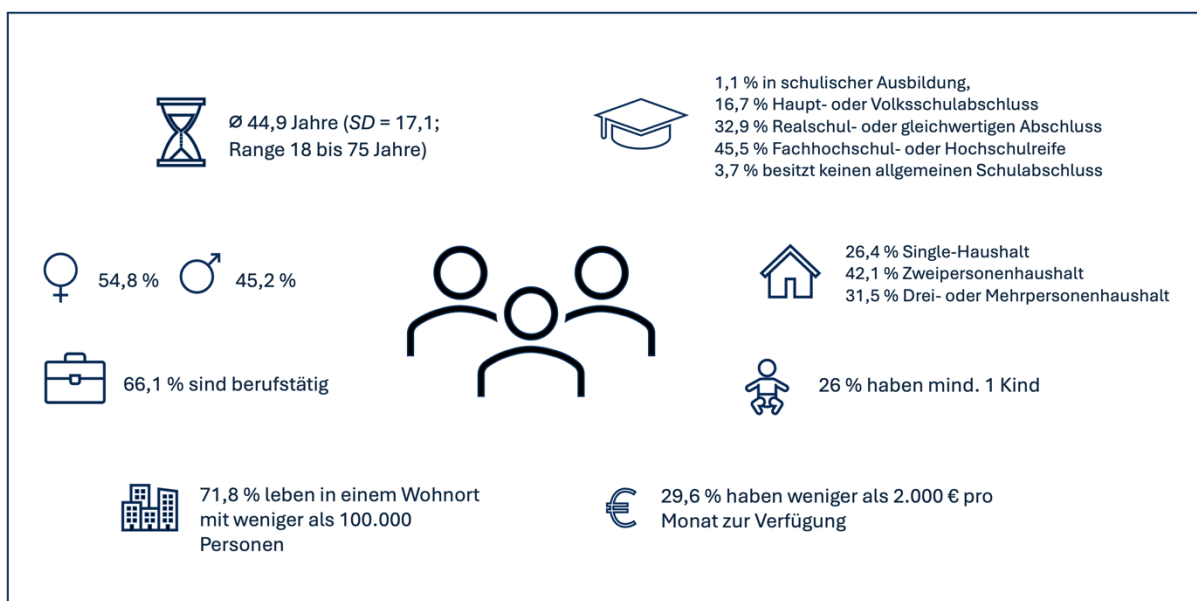 Ø 44,9 Jahre (SD = 17,1;
Range 18 bis 75 Jahre)
1,1 % in schulischer Ausbildung,
16,7 % Haupt- oder Volksschulabschluss
32,9 % Realschul- oder gleichwertigen Abschluss
45,5 % Fachhochschul- oder Hochschulreife
3,7 % besitzt keinen allgemeinen Schulabschluss
54,8 %
45,2 %
26,4 % Single-Haushalt
42,1 % Zweipersonenhaushalt
31,5 % Drei- oder Mehrpersonenhaushalt
66,1 % sind berufstätig
26 % haben mind. 1 Kind
71,8 % leben in einem Wohnort
mit weniger als 100.000
Personen
€
29,6 % haben weniger als 2.000 € pro
Monat zur Verfügung